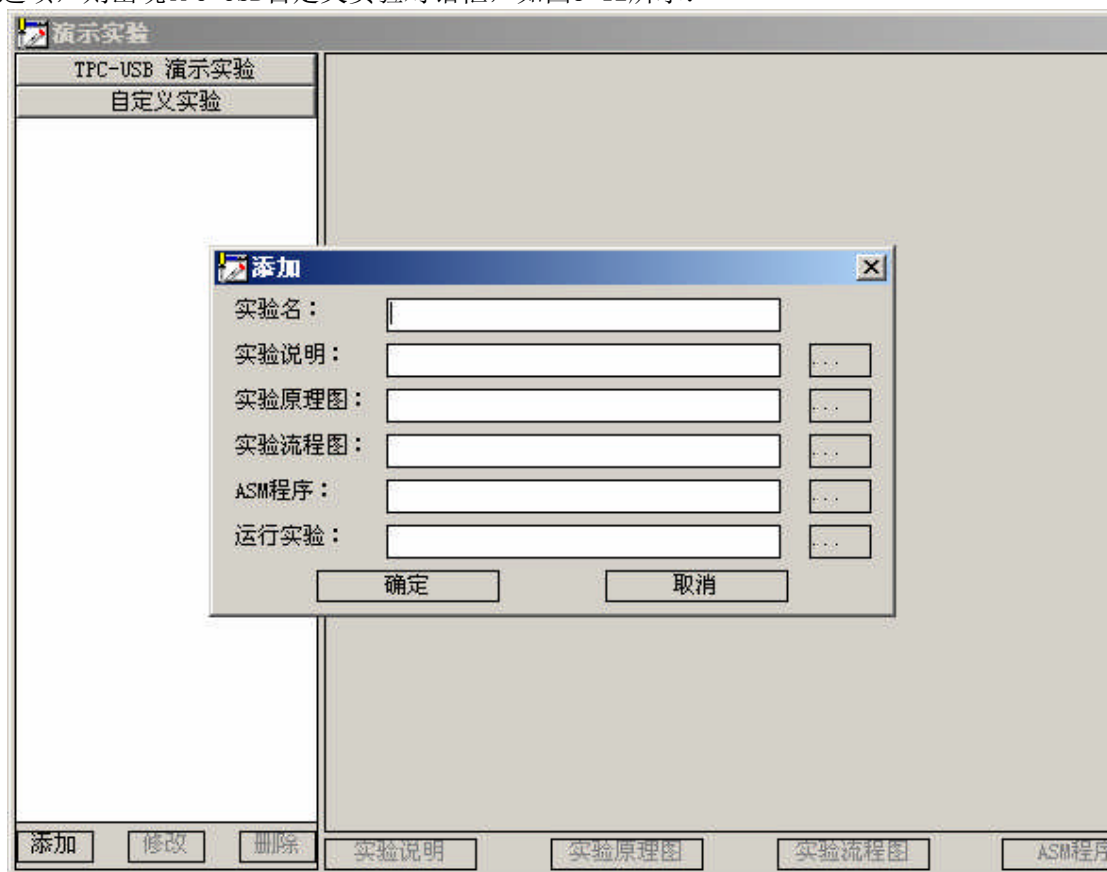 演示实验
TPC-USB 演示实验
自定义实验
添加
实验名：
实验说明：
...
实验原理图：
...
实验流程图：
...
ASM程序：
...
运行实验：
...
确定 取消
添加 修改 删除 实验说明 实验原理图 实验流程图 ASM程序